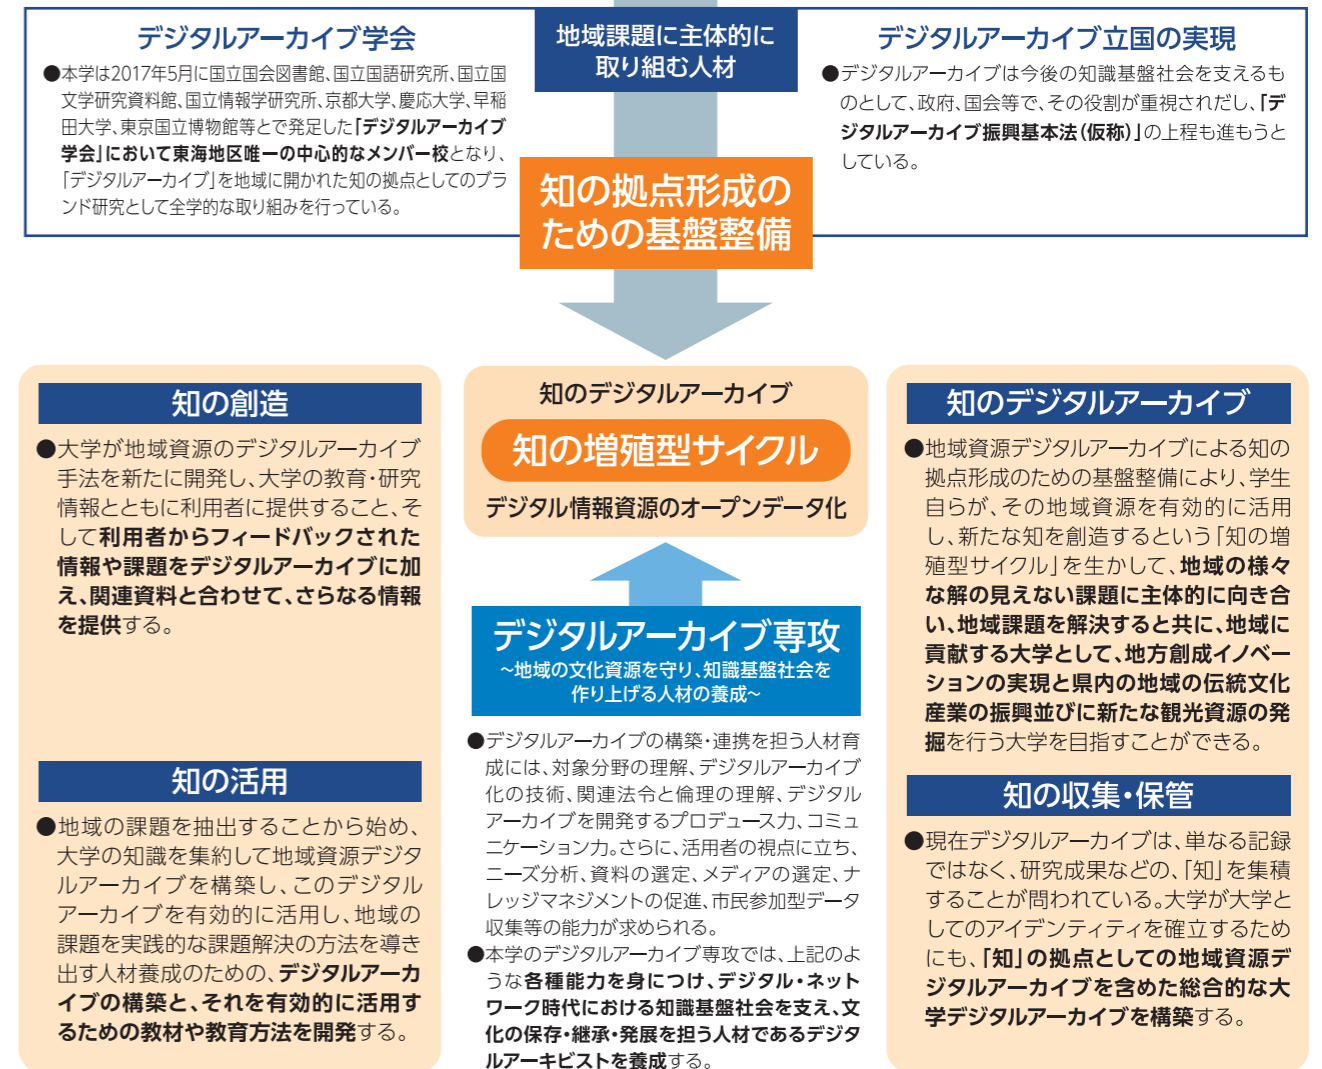 デジタルアーカイブ学会
●本学は2017年5月に国立国会図書館、国立国語研究所、国立国
文学研究資料館、国立情報学研究所、京都大学、慶応大学、早稲
田大学、東京国立博物館等とで発足した「デジタルアーカイブ
学会」において東海地区唯一の中心的なメンバー校となり、
「デジタルアーカイブ」を地域に開かれた知の拠点としてのブラ
ンド研究として全学的な取り組みを行っている。
地域課題に主体的に
取り組む人材
デジタルアーカイブ立国の実現
●デジタルアーカイブは今後の知識基盤社会を支えるも
のとして、政府、国会等で、その役割が重視されだし、「デ
ジタルアーカイブ振興基本法(仮称)」の上程も進もうと
している。
知の拠点形成の
ための基盤整備
知の創造
●大学が地域資源のデジタルアーカイブ
手法を新たに開発し、大学の教育・研究
情報とともに利用者に提供すること、そ
して利用者からフィードバックされた
情報や課題をデジタルアーカイブに加
え、関連資料と合わせて、さらなる情報
を提供する。
知の活用
●地域の課題を抽出することから始め、
大学の知識を集約して地域資源デジタ
ルアーカイブを構築し、このデジタル
アーカイブを有効的に活用し、地域の
課題を実践的な課題解決の方法を導き
出す人材養成のための、デジタルアーカ
イブの構築と、それを有効的に活用す
るための教材や教育方法を開発する。
知のデジタルアーカイブ
知の増殖型サイクル
デジタル情報資源のオープンデータ化
デジタルアーカイブ専攻
〜地域の文化資源を守り、知識基盤社会を
作り上げる人材の養成〜
●デジタルアーカイブの構築・連携を担う人材育
成には、対象分野の理解、デジタルアーカイブ
化の技術、関連法令と倫理の理解、デジタル
アーカイブを開発するプロデュース力、コミュ
ニケーション力。さらに、活用者の視点に立ち、
ニーズ分析、資料の選定、メディアの選定、ナ
レッジマネジメントの促進、市民参加型データ
収集等の能力が求められる。
●本学のデジタルアーカイブ専攻では、上記のよ
うな各種能力を身につけ、デジタル・ネット
ワーク時代における知識基盤社会を支え、文
化の保存・継承・発展を担う人材であるデジタ
ルアーキビストを養成する。
知のデジタルアーカイブ
●地域資源デジタルアーカイブによる知の
拠点形成のための基盤整備により、学生
自らが、その地域資源を有効的に活用
し、新たな知を創造するという「知の増
殖型サイクル」を生かして、地域の様々
な解の見えない課題に主体的に向き合
い、地域課題を解決すると共に、地域に
貢献する大学として、地方創成イノベー
ションの実現と県内の地域の伝統文化
産業の振興並びに新たな観光資源の発
掘を行う大学を目指すことができる。
知の収集・保管
●現在デジタルアーカイブは、単なる記録
ではなく、研究成果などの、「知」を集積
することが問われている。大学が大学と
してのアイデンティティを確立するため
にも、「知」の拠点としての地域資源デ
ジタルアーカイブを含めた総合的な大
学デジタルアーカイブを構築する。